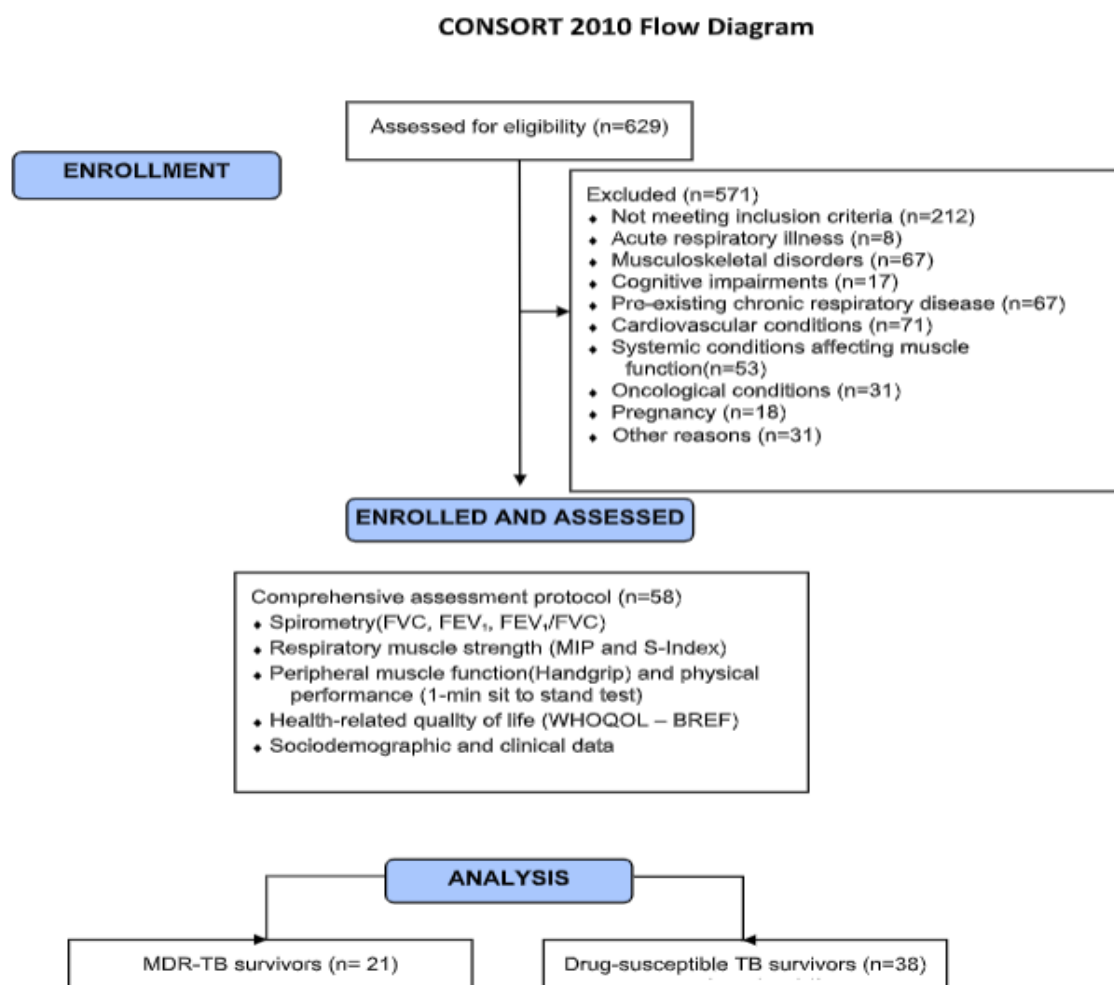 CONSORT 2010 Flow Diagram
Assessed for eligibility (n=629)
ENROLLMENT
Excluded (n=571)
⬥ Not meeting inclusion criteria (n=212)
⬥ Acute respiratory illness (n=8)
⬥ Musculoskeletal disorders (n=67)
⬥ Cognitive impairments (n=17)
⬥ Pre-existing chronic respiratory disease (n=67)
⬥ Cardiovascular conditions (n=71)
⬥ Systemic conditions affecting muscle
function(n=53)
⬥ Oncological conditions (n=31)
⬥ Pregnancy (n=18)
⬥ Other reasons (n=31)
ENROLLED AND ASSESSED
Comprehensive assessment protocol (n=58)
⬥ Spirometry(FVC, FEV₁, FEV₁/FVC)
⬥ Respiratory muscle strength (MIP and S-Index)
⬥ Peripheral muscle function(Handgrip) and physical
performance (1-min sit to stand test)
⬥ Health-related quality of life (WHOQOL – BREF)
⬥ Sociodemographic and clinical data
ANALYSIS
MDR-TB survivors (n= 21)
Drug-susceptible TB survivors (n=38)